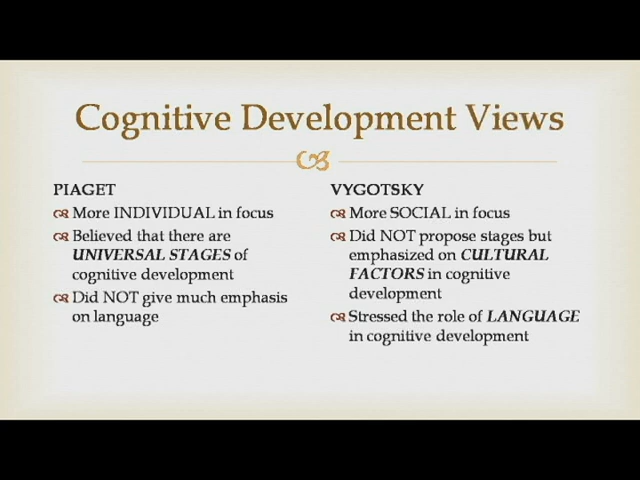 Cognitive Development Views
PIAGET
More INDIVIDUAL in focus
Believed that there are
UNIVERSAL STAGES of
cognitive development
Did NOT give much emphasis
on language
VYGOTSKY
More SOCIAL in focus
Did NOT propose stages but
emphasized on CULTURAL
FACTORS in cognitive
development
Stressed the role of LANGUAGE
in cognitive development